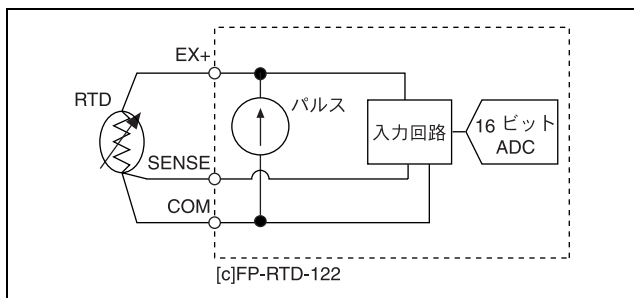 EX+
RTD
パルス
入力回路
16 ビット
ADC
SENSE
COM
[c]FP-RTD-122